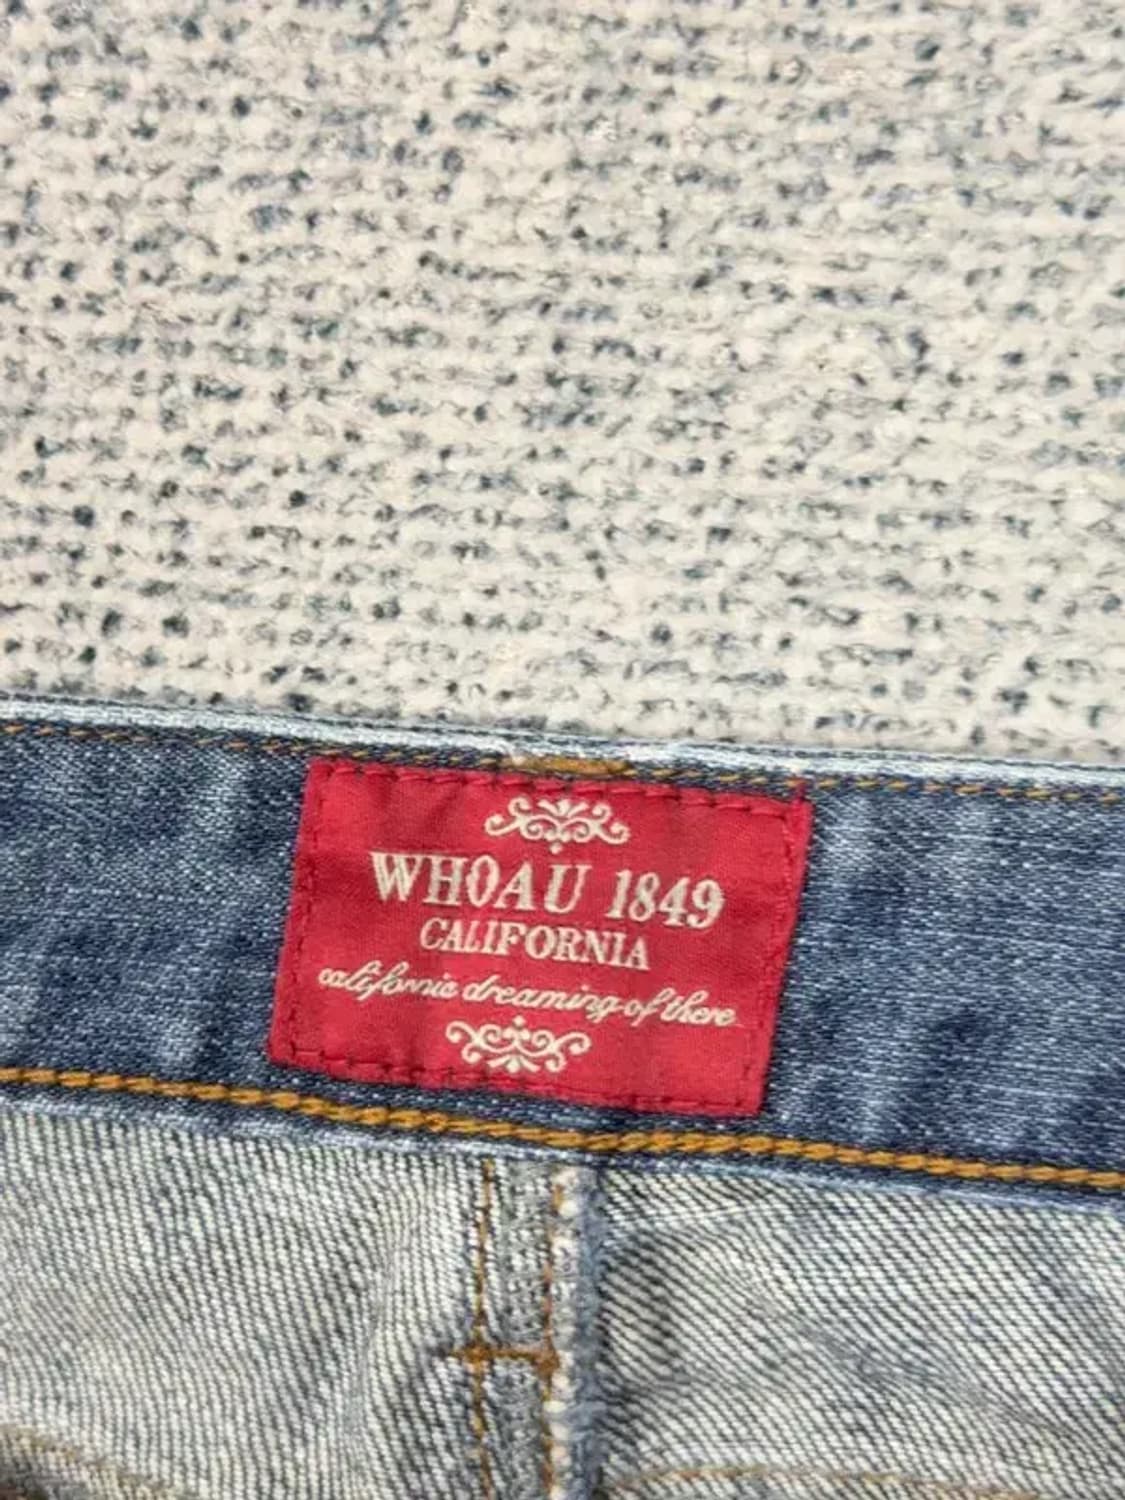 WHOAU 1849
CALIFORNIA
california dreaming of there